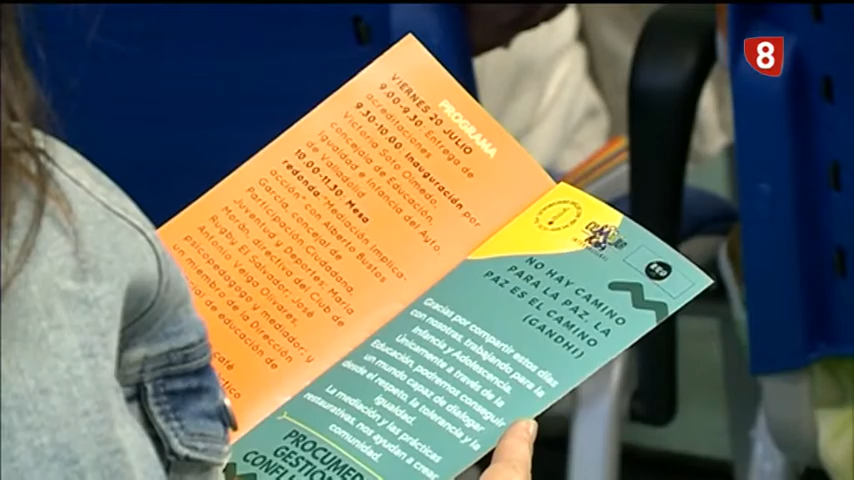 8
PROGRAMA
VIERNES 20 JULIO
9.00-9.30: Entrega de
acreditaciones
9.30-10.00: Inauguración por
Victoria Soto Olmedo,
concejala de Educación,
Igualdad e Infancia del Ayto.
de Valladolid
10.00-11.30: Mesa
redonda "Mediación Implica-
acción" con Alberto Bustos
García, concejal de
Participación Ciudadana
Juventud y Deportes; María
Morán, directiva del Club de
Rugby El Salvador; José
Antonio Veiga Olivares,
psicopedagogo y mediador; y
un miembro de la Dirección
de educación de
NO HAY CAMINO
PARA LA PAZ, LA
PAZ ES EL CAMINO
(GANDHI)
Gracias por compartir estos días
con nosotras, trabajando para la
Infancia y Adolescencia.
Únicamente a través de la
Educación, podremos conseguir
un mundo capaz de dialogar
desde el respeto, la tolerancia y la
igualdad.
La mediación y las prácticas
restaurativas, nos ayudan a crear
comunidad.
PROCUMED
GESTIÓN